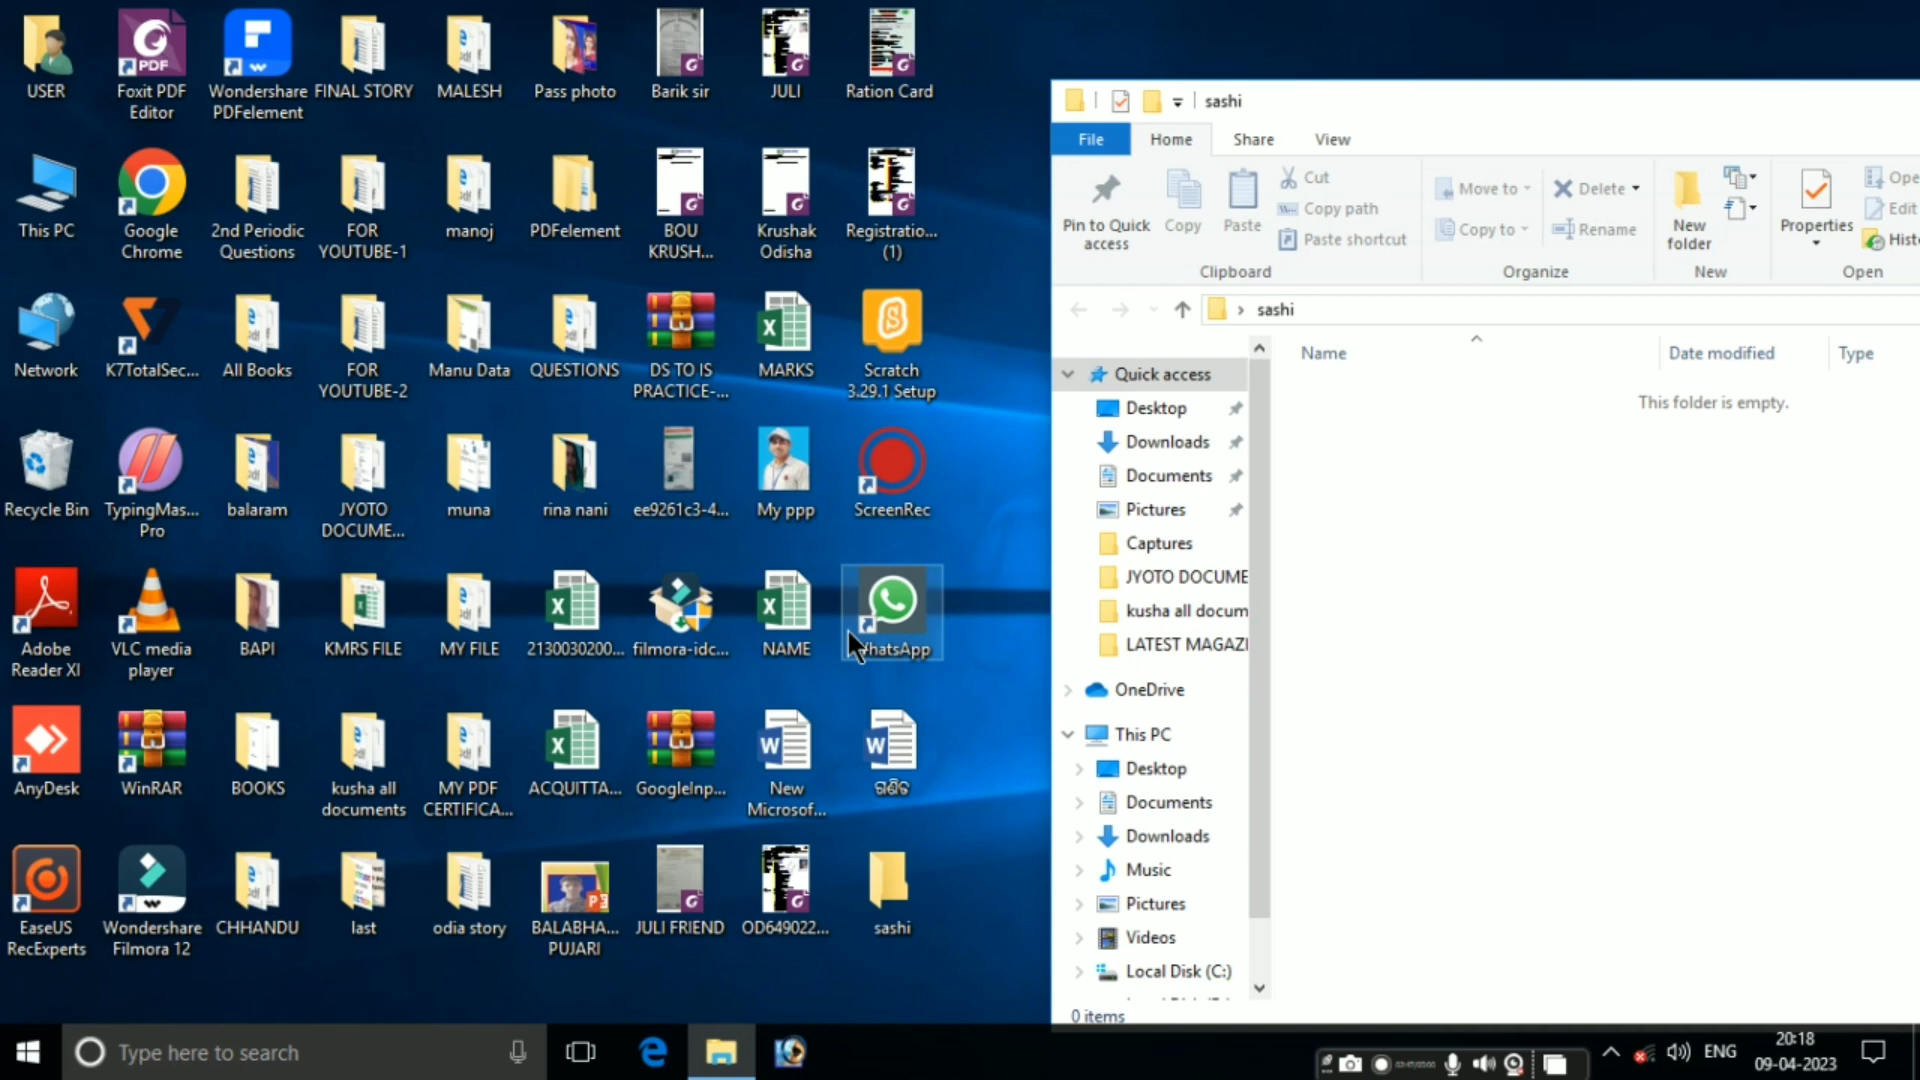 USER
Foxit PDF
Editor
Wondershare
PDFelement
FINAL STORY
MALESH
Pass photo
Barik sir
JULI
Ration Card
This PC
Google
Chrome
2nd Periodic
Questions
FOR
YOUTUBE-1
manoj
PDFelement
BOU
KRUSH...
Krushak
Odisha
Registratio...
(1)
Network
K7TotalSec...
All Books
FOR
YOUTUBE-2
Manu Data
QUESTIONS
DS TO IS
PRACTICE-...
MARKS
Scratch
3.29.1 Setup
Recycle Bin
TypingMas...
Pro
balaram
JYOTO
DOCUME...
muna
rina nani
ee9261c3-4...
My ppp
ScreenRec
Adobe
Reader XI
VLC media
player
BAPI
KMRS FILE
MY FILE
2130030200...
filmora-idc...
NAME
WhatsApp
AnyDesk
WinRAR
BOOKS
kusha all
documents
MY PDF
CERTIFICA...
ACQUITTA...
GoogleInp...
New
Microsof...
EaseUS
RecExperts
Wondershare
Filmora 12
CHHANDU
last
odia story
BALABHA...
PUJARI
JULI FRIEND
OD649022...
sashi
sashi
File
Home
Share
View
Pin to Quick
access
Copy
Paste
Cut
Copy path
Paste shortcut
Clipboard
Move to
Copy to
Delete
Rename
Organize
New
folder
New
Properties
Ope
Edit
Histo
Open
sashi
Name
Date modified
Type
This folder is empty.
Quick access
Desktop
Downloads
Documents
Pictures
Captures
JYOTO DOCUME
kusha all docum
LATEST MAGAZI
OneDrive
This PC
Desktop
Documents
Downloads
Music
Pictures
Videos
Local Disk (C:)
0 items
Type here to search
ENG
20:18
09-04-2023